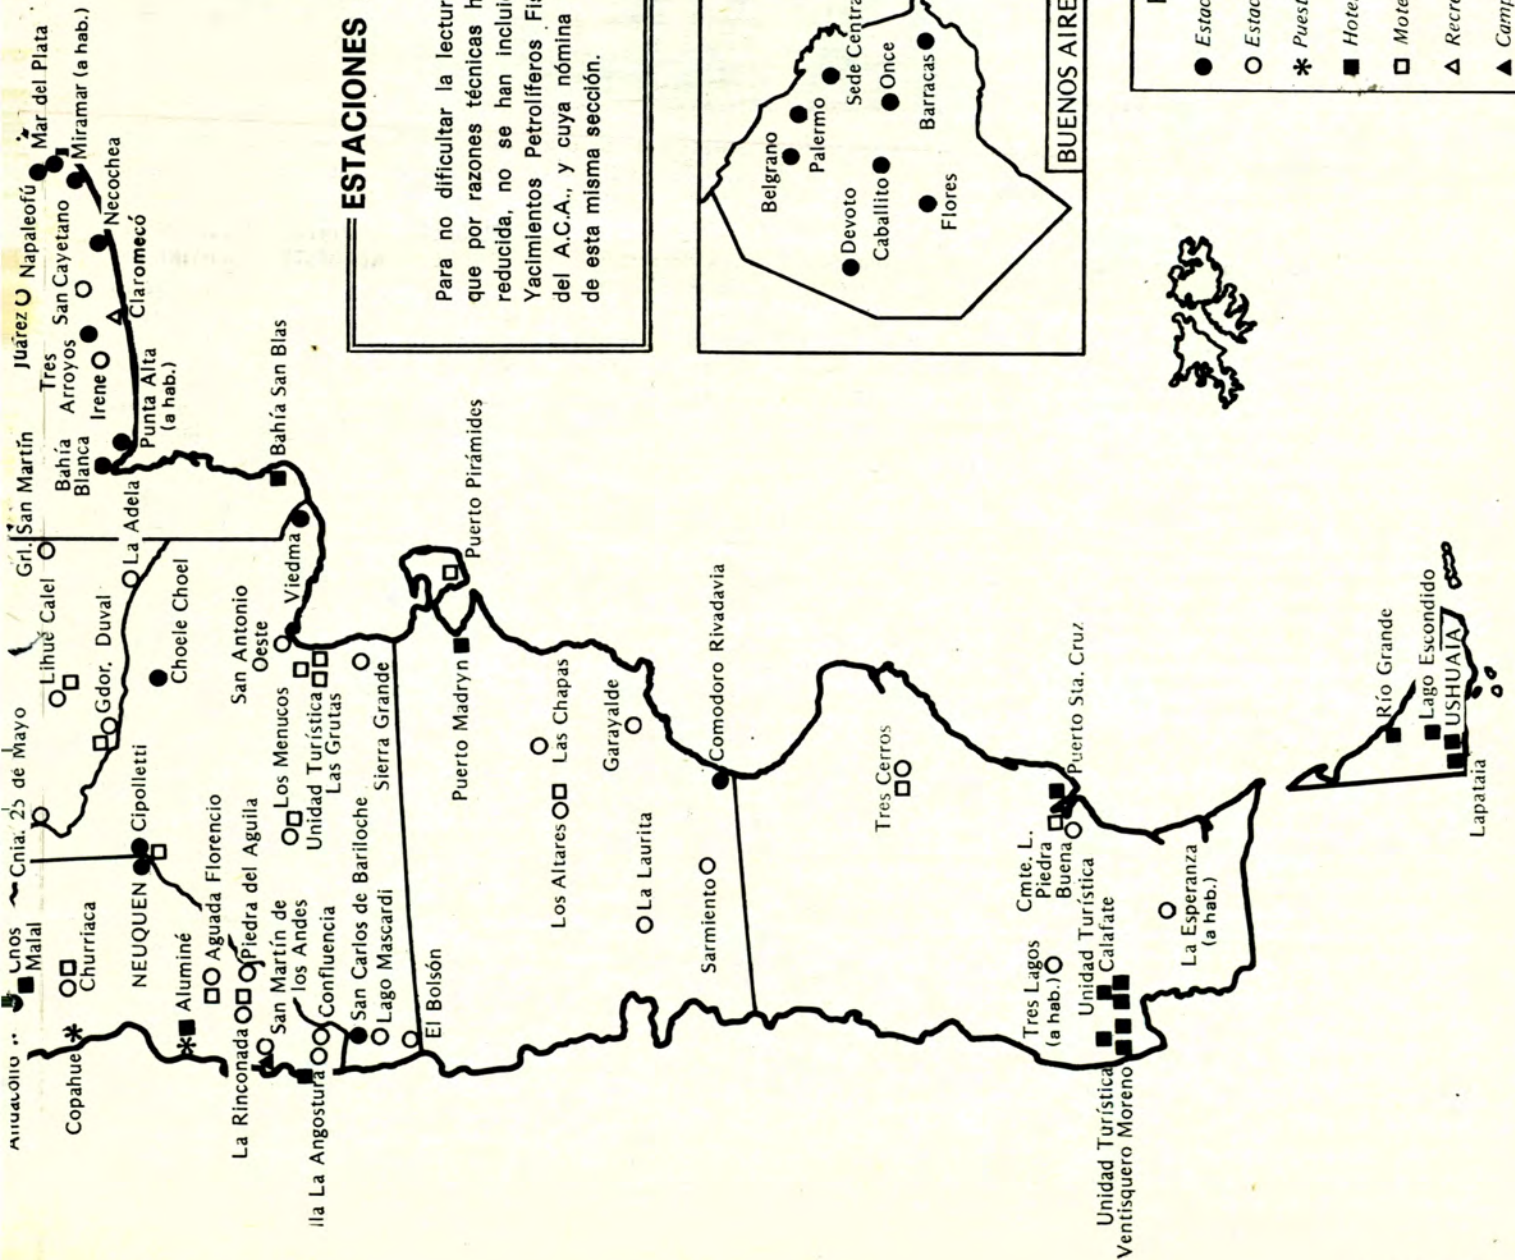 Mar del Plata
Miramar (a hab.)
Juárez
Napaleofú
Necochea
San Cayetano
Claromecó
Tres
Arroyos
Irene
Punta Alta
(a hab.)
Bahía
Blanca
Grl. San Martín
La Adela
Bahía San Blas
Lihué Calel
Gdor. Duval
Choele Choel
Viedma
San Antonio
Oeste
Puerto Pirámides
Cnia. 25 de Mayo
Cipolletti
NEUQUEN
Los Menucos
Unidad Turística
Las Grutas
Sierra Grande
Puerto Madryn
Malal
Churriaca
Copahue
Aluminé
Aguada Florencio
Piedra del Aguila
La Rinconada
San Martín de
los Andes
Confluencia
lla La Angostura
San Carlos de Bariloche
Lago Mascardi
El Bolsón
Las Chapas
Los Altares
Garayalde
La Laurita
Comodoro Rivadavia
Sarmiento
Tres Cerros
Puerto Sta. Cruz
Cmte. L.
Piedra
Buena
Tres Lagos
(a hab.)
Unidad Turística
Calafate
Unidad Turística
Ventisquero Moreno
La Esperanza
(a hab.)
Río Grande
Lago Escondido
USHUAIA
Lapataia
ESTACIONES
Para no dificultar la lectur
que por razones técnicas h
reducida, no se han inclui
Yacimientos Petrolíferos Fis
del A.C.A., y cuya nómina
de esta misma sección.
Belgrano
Palermo
Sede Centra
Once
Barracas
Devoto
Caballito
Flores
BUENOS AIRE
Estac
Estac
Puest
Hote
Mote
Recre
Camp